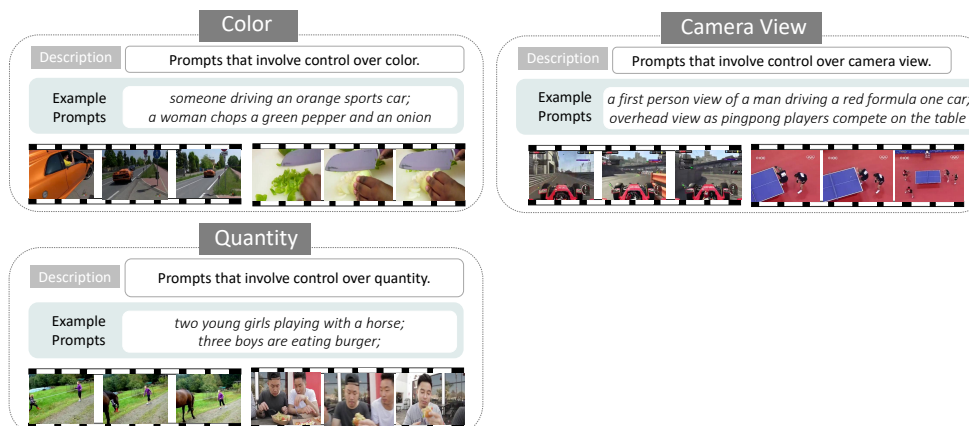 Color
Description
Prompts that involve control over color.
Example
Prompts
someone driving an orange sports car;
a woman chops a green pepper and an onion
Camera View
Description
Prompts that involve control over camera view.
Example
Prompts
a first person view of a man driving a red formula one car;
overhead view as pingpong players compete on the table
Quantity
Description
Prompts that involve control over quantity.
Example
Prompts
two young girls playing with a horse;
three boys are eating burger;